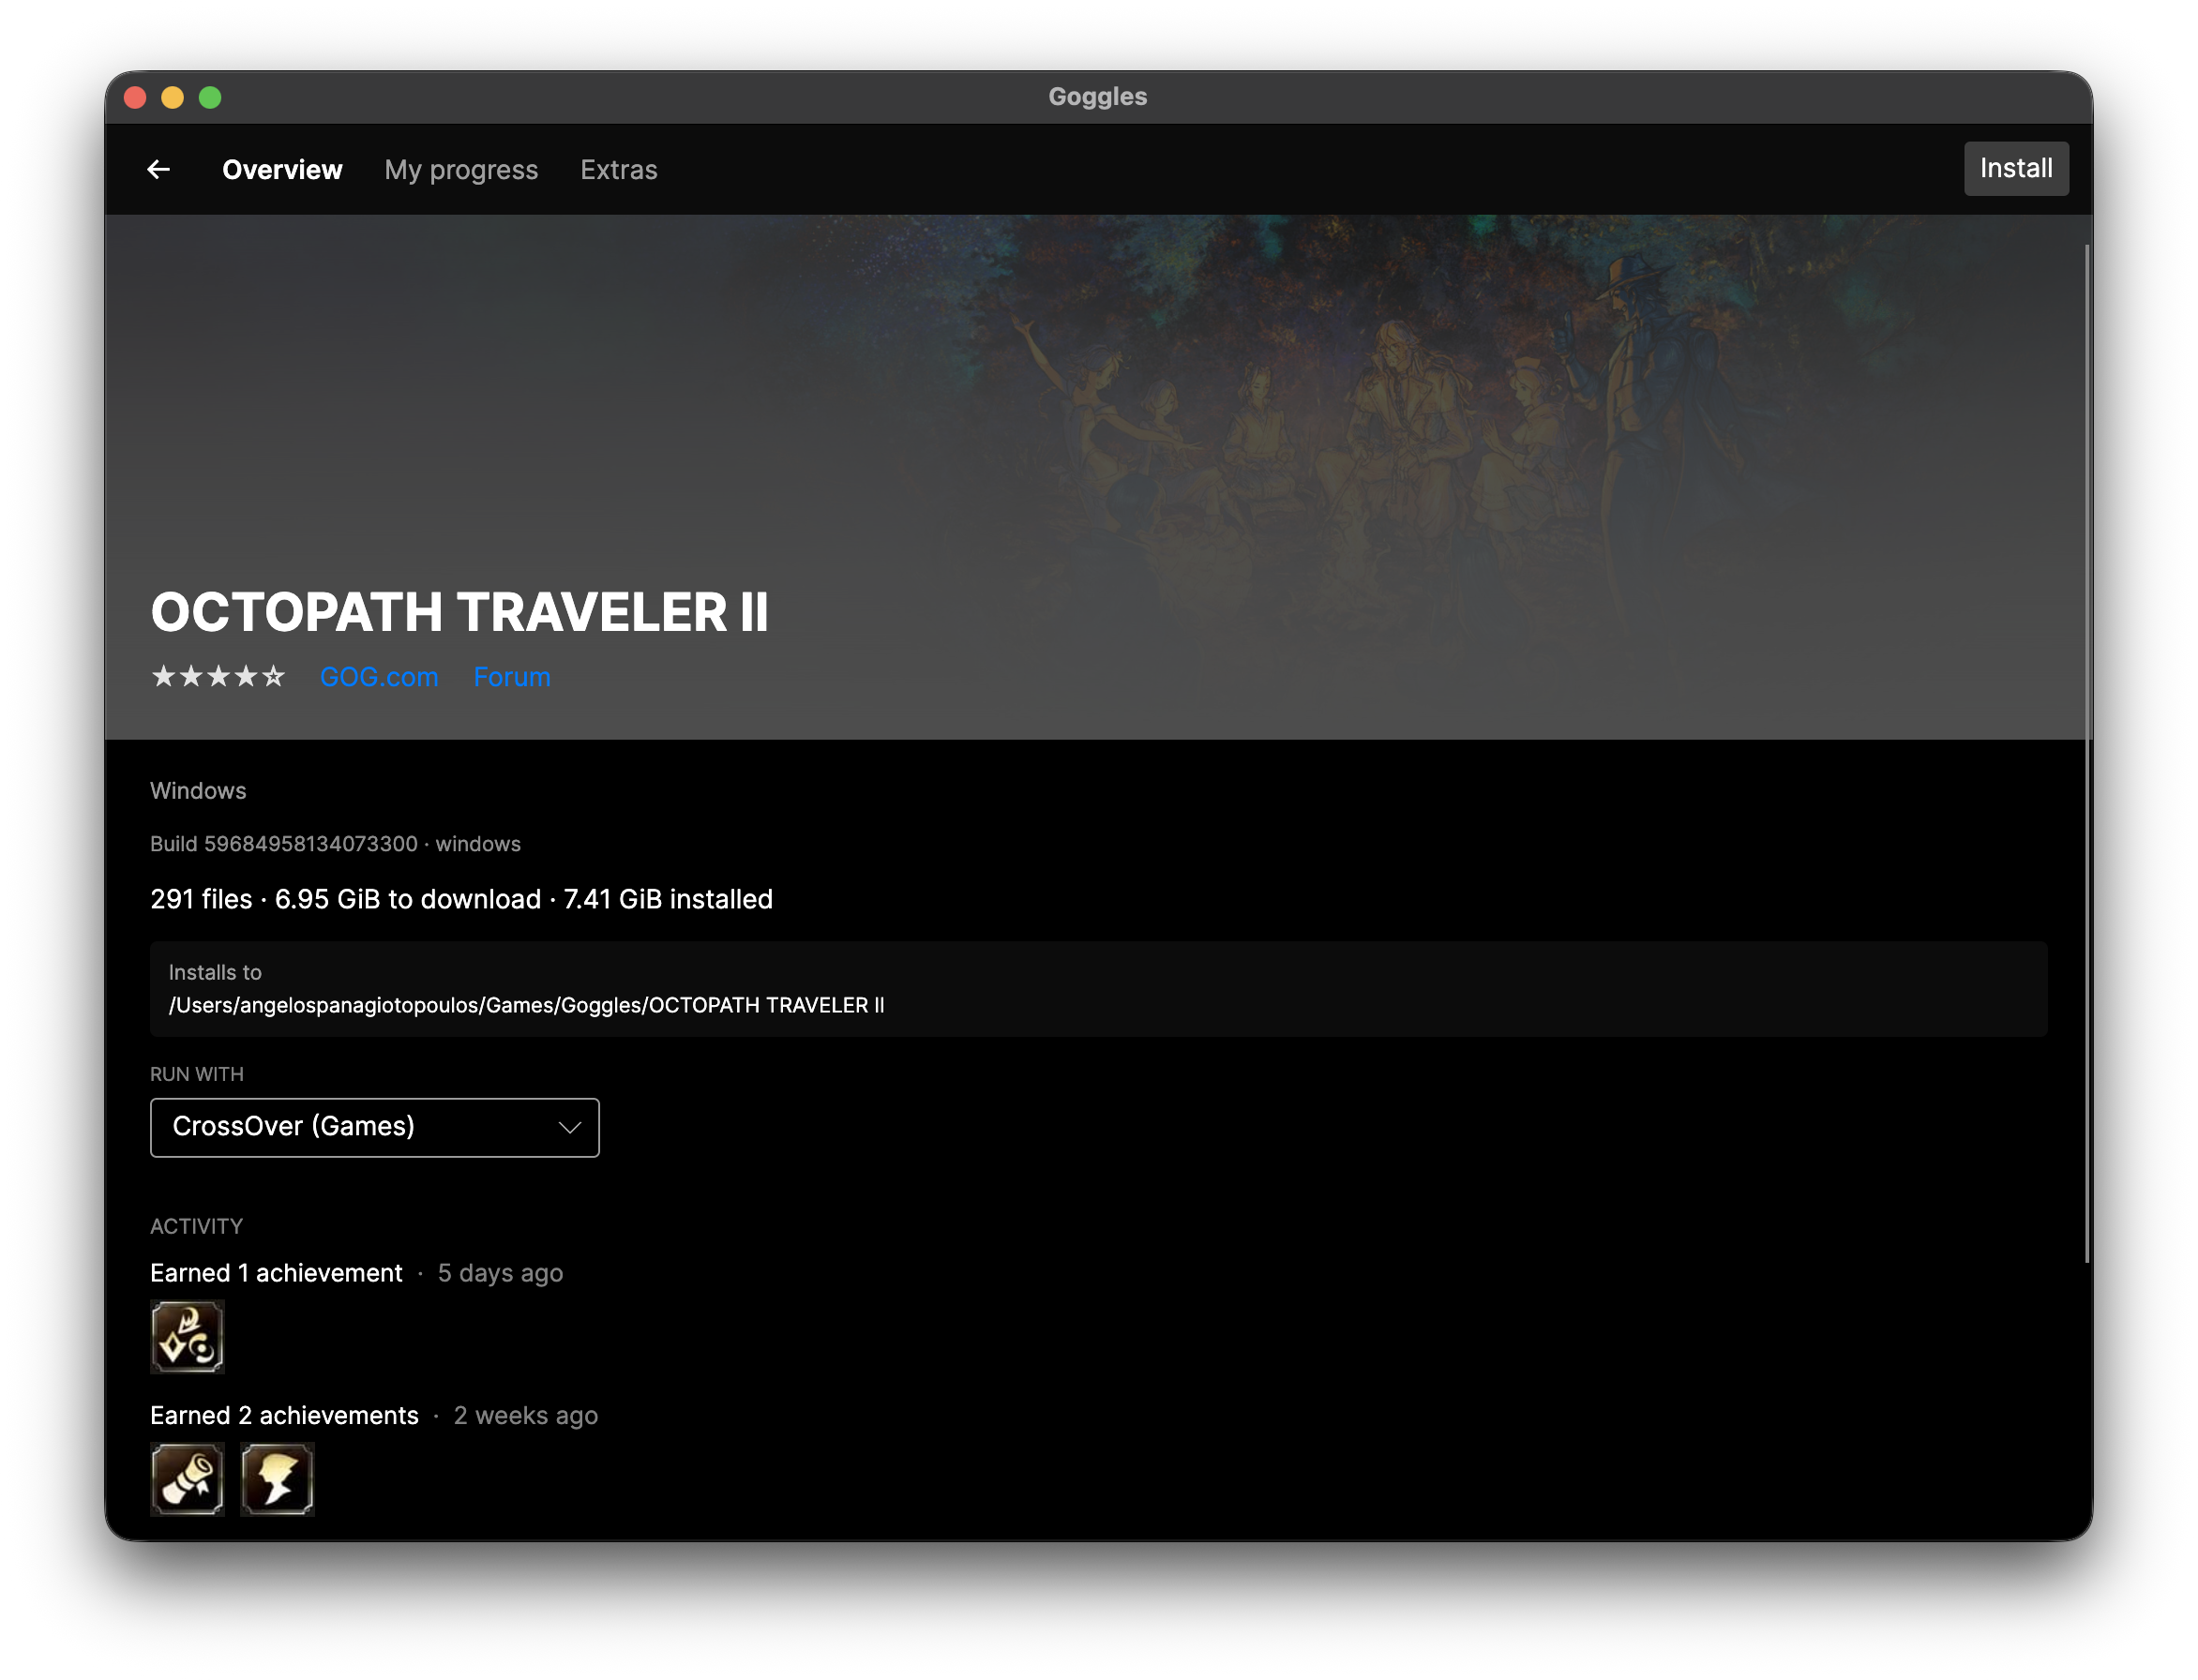 Goggles
Overview My progress Extras Install
OCTOPATH TRAVELER II
★★★★☆ GOG.com Forum
Windows
Build 59684958134073300 · windows
291 files · 6.95 GiB to download · 7.41 GiB installed
Installs to
/Users/angelospanagiotopoulos/Games/Goggles/OCTOPATH TRAVELER II
RUN WITH
CrossOver (Games)
ACTIVITY
Earned 1 achievement · 5 days ago
Earned 2 achievements · 2 weeks ago